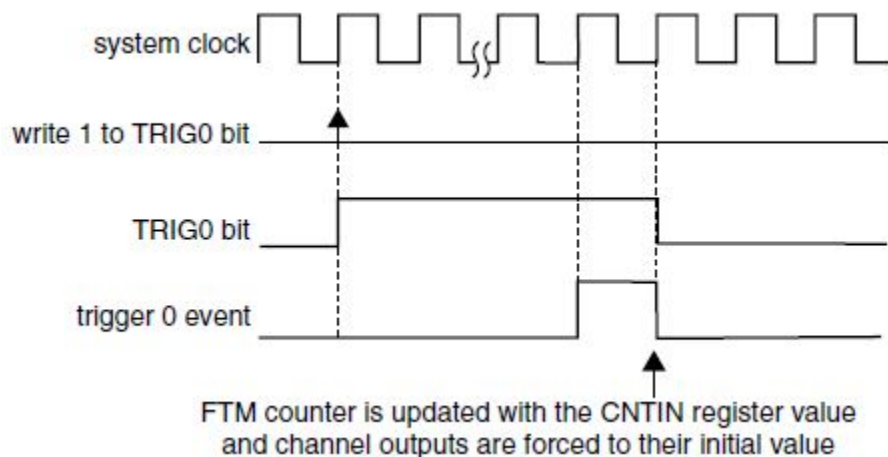 system clock
write 1 to TRIG0 bit
TRIG0 bit
trigger 0 event
FTM counter is updated with the CNTIN register value
and channel outputs are forced to their initial value